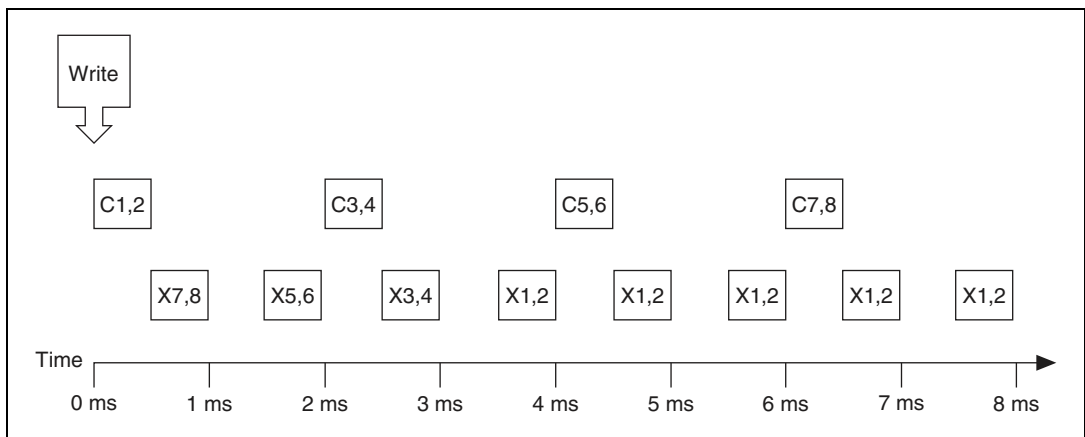 Write
C1,2 C3,4 C5,6 C7,8
X7,8 X5,6 X3,4 X1,2 X1,2 X1,2 X1,2 X1,2
Time
0 ms 1 ms 2 ms 3 ms 4 ms 5 ms 6 ms 7 ms 8 ms